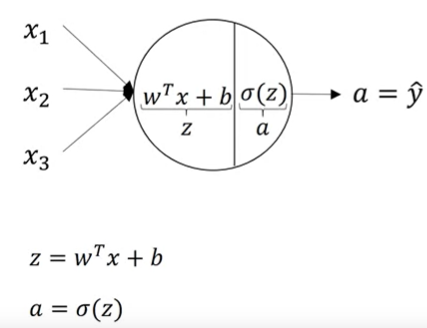 x₁
x₂
x₃
wᵀx + b
z
σ(z)
a
a = ŷ
z = wᵀx + b
a = σ(z)